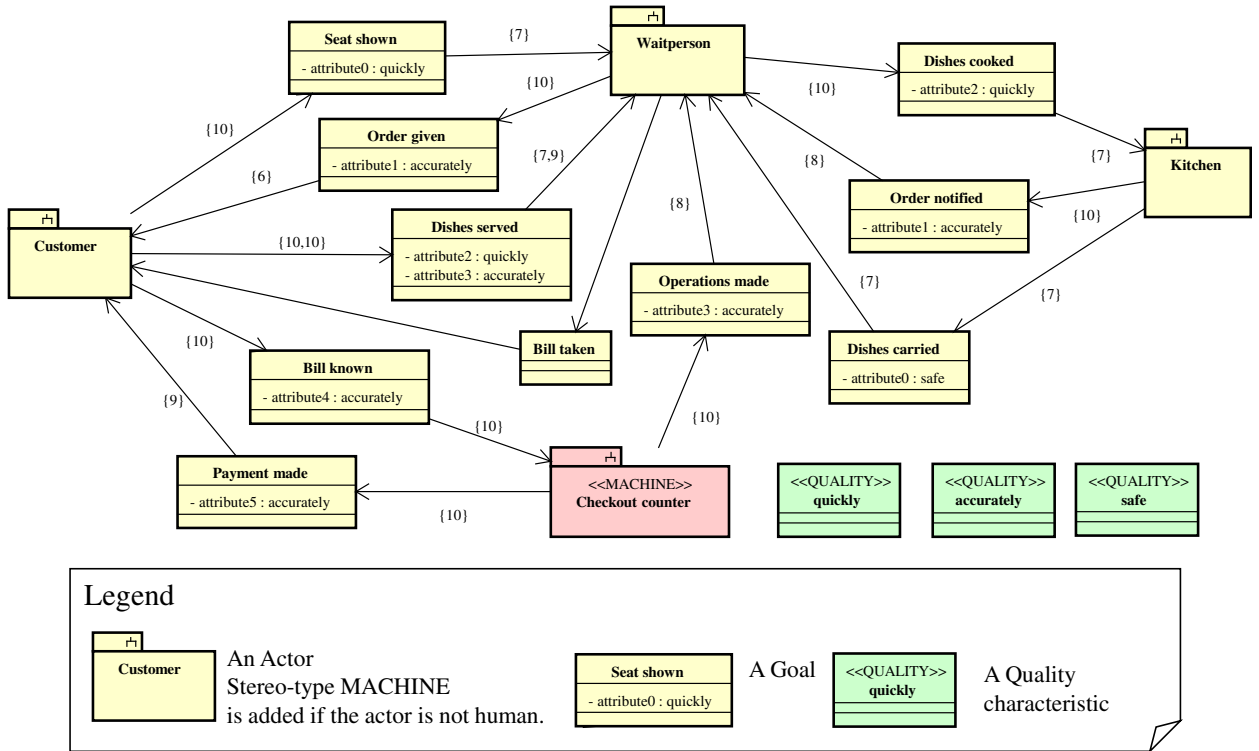 Seat shown
- attribute0 : quickly
{7}
Waitperson
Dishes cooked
- attribute2 : quickly
{10}
{10}
{10}
Order given
- attribute1 : accurately
{7,9}
{8}
{7}
Kitchen
{6}
{8}
Order notified
- attribute1 : accurately
{10}
Customer
{10,10}
Dishes served
- attribute2 : quickly
- attribute3 : accurately
Operations made
- attribute3 : accurately
{7}
{7}
{10}
Bill taken
Dishes carried
- attribute0 : safe
Bill known
- attribute4 : accurately
{9}
{10}
{10}
Payment made
- attribute5 : accurately
{10}
<<MACHINE>>
Checkout counter
<<QUALITY>>
quickly
<<QUALITY>>
accurately
<<QUALITY>>
safe
Legend
Customer
An Actor
Stereo-type MACHINE
is added if the actor is not human.
Seat shown
- attribute0 : quickly
A Goal
<<QUALITY>>
quickly
A Quality
characteristic